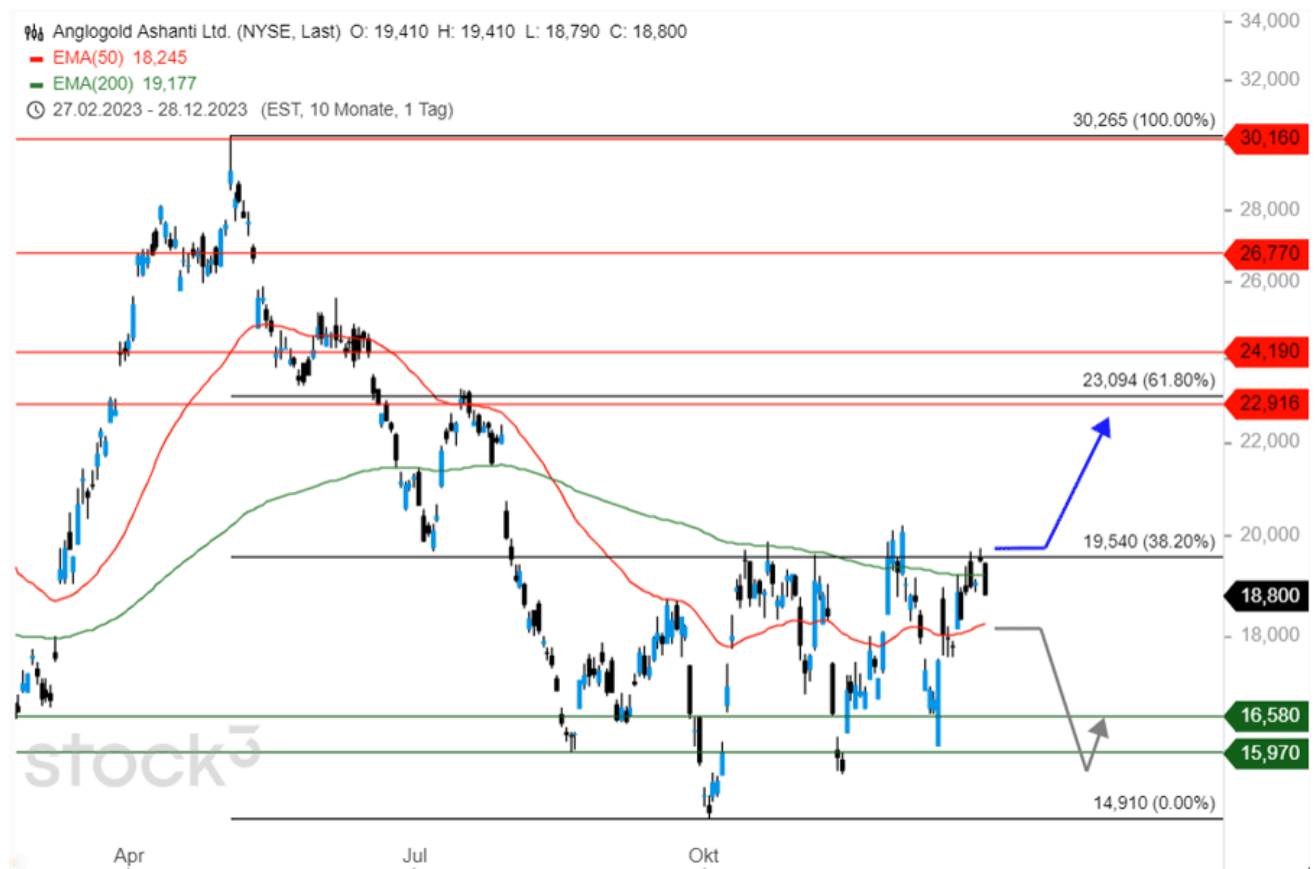 Anglogold Ashanti Ltd. (NYSE, Last) O: 19,410 H: 19,410 L: 18,790 C: 18,800
EMA(50) 18,245
EMA(200) 19,177
27.02.2023 - 28.12.2023 (EST, 10 Monate, 1 Tag)
34,000
32,000
30,265 (100.00%)
30,160
28,000
26,770
26,000
24,190
23,094 (61.80%)
22,916
22,000
20,000
19,540 (38.20%)
18,800
18,000
16,580
15,970
stock3
14,910 (0.00%)
Apr
Jul
Okt